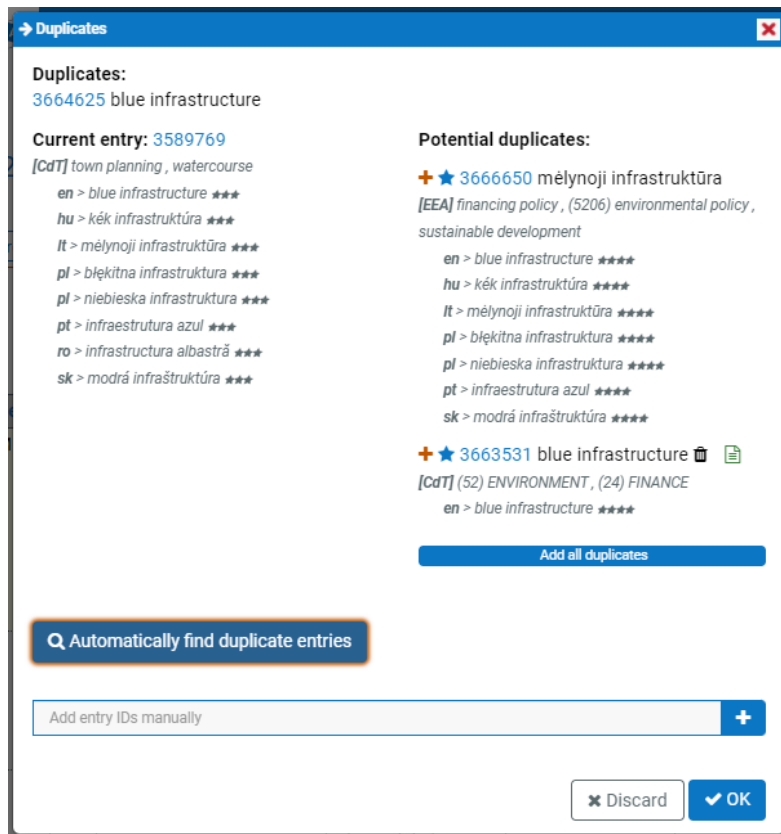 Duplicates
Duplicates:
3664625 blue infrastructure
Current entry: 3589769
[CdT] town planning , watercourse
en > blue infrastructure ★★★
hu > kék infrastruktúra ★★★
lt > mėlynoji infrastruktūra ★★★
pl > błękitna infrastruktura ★★★
pl > niebieska infrastruktura ★★★
pt > infraestrutura azul ★★★
ro > infrastructura albastră ★★★
sk > modrá infraštruktúra ★★★
Potential duplicates:
3666650 mėlynoji infrastruktūra
[EEA] financing policy , (5206) environmental policy ,
sustainable development
en > blue infrastructure ★★★★
hu > kék infrastruktúra ★★★★
lt > mėlynoji infrastruktūra ★★★★
pl > błękitna infrastruktura ★★★★
pl > niebieska infrastruktura ★★★★
pt > infraestrutura azul ★★★★
sk > modrá infraštruktúra ★★★★
3663531 blue infrastructure
[CdT] (52) ENVIRONMENT , (24) FINANCE
en > blue infrastructure ★★★★
Add all duplicates
Automatically find duplicate entries
Add entry IDs manually
Discard
OK